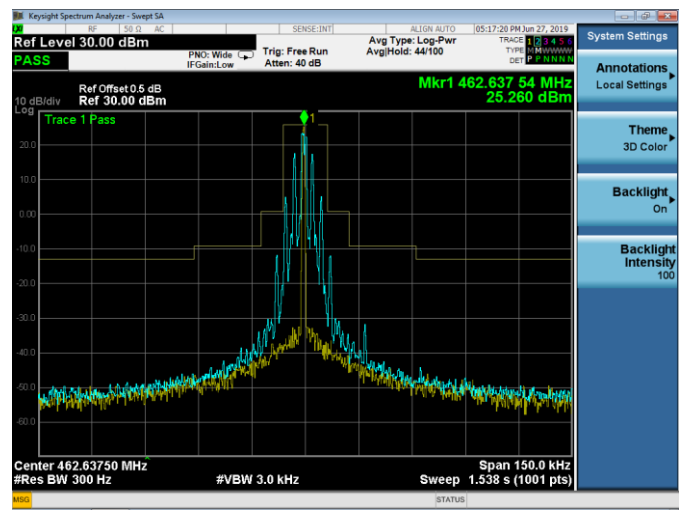 Keysight Spectrum Analyzer - Swept SA
RF 50 Ω AC SENSE:INT ALIGN AUTO 05:17:20 PM Jun 27, 2019
Ref Level 30.00 dBm
PASS
PNO: Wide
IFGain:Low
Trig: Free Run
Atten: 40 dB
Avg Type: Log-Pwr
Avg|Hold: 44/100
TRACE 1 2 3 4 5 6
TYPE M M W W W W
DET P P N N N N
System Settings
Annotations
Local Settings
Theme
3D Color
Backlight
On
Backlight
Intensity
100
Ref Offset 0.5 dB
Ref 30.00 dBm
10 dB/div
Log
Mkr1 462.637 54 MHz
25.260 dBm
Trace 1 Pass
1
20.0
10.0
0.00
-10.0
-20.0
-30.0
-40.0
-50.0
-60.0
Center 462.63750 MHz
#Res BW 300 Hz
#VBW 3.0 kHz
Span 150.0 kHz
Sweep 1.538 s (1001 pts)
MSG
STATUS